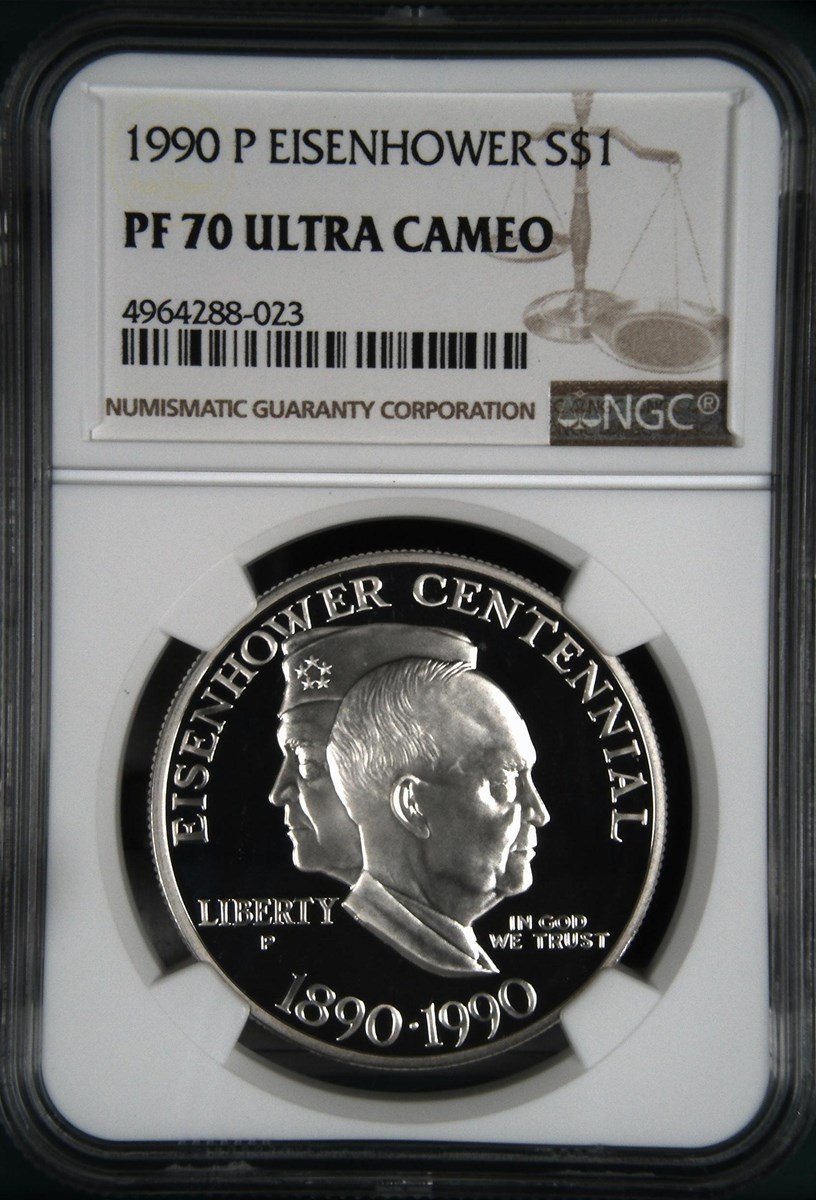 1990 P EISENHOWER S$1
PF 70 ULTRA CAMEO
4964288-023
NUMISMATIC GUARANTY CORPORATION
NGC®
EISENHOWER CENTENNIAL
LIBERTY
P
IN GOD
WE TRUST
1890·1990